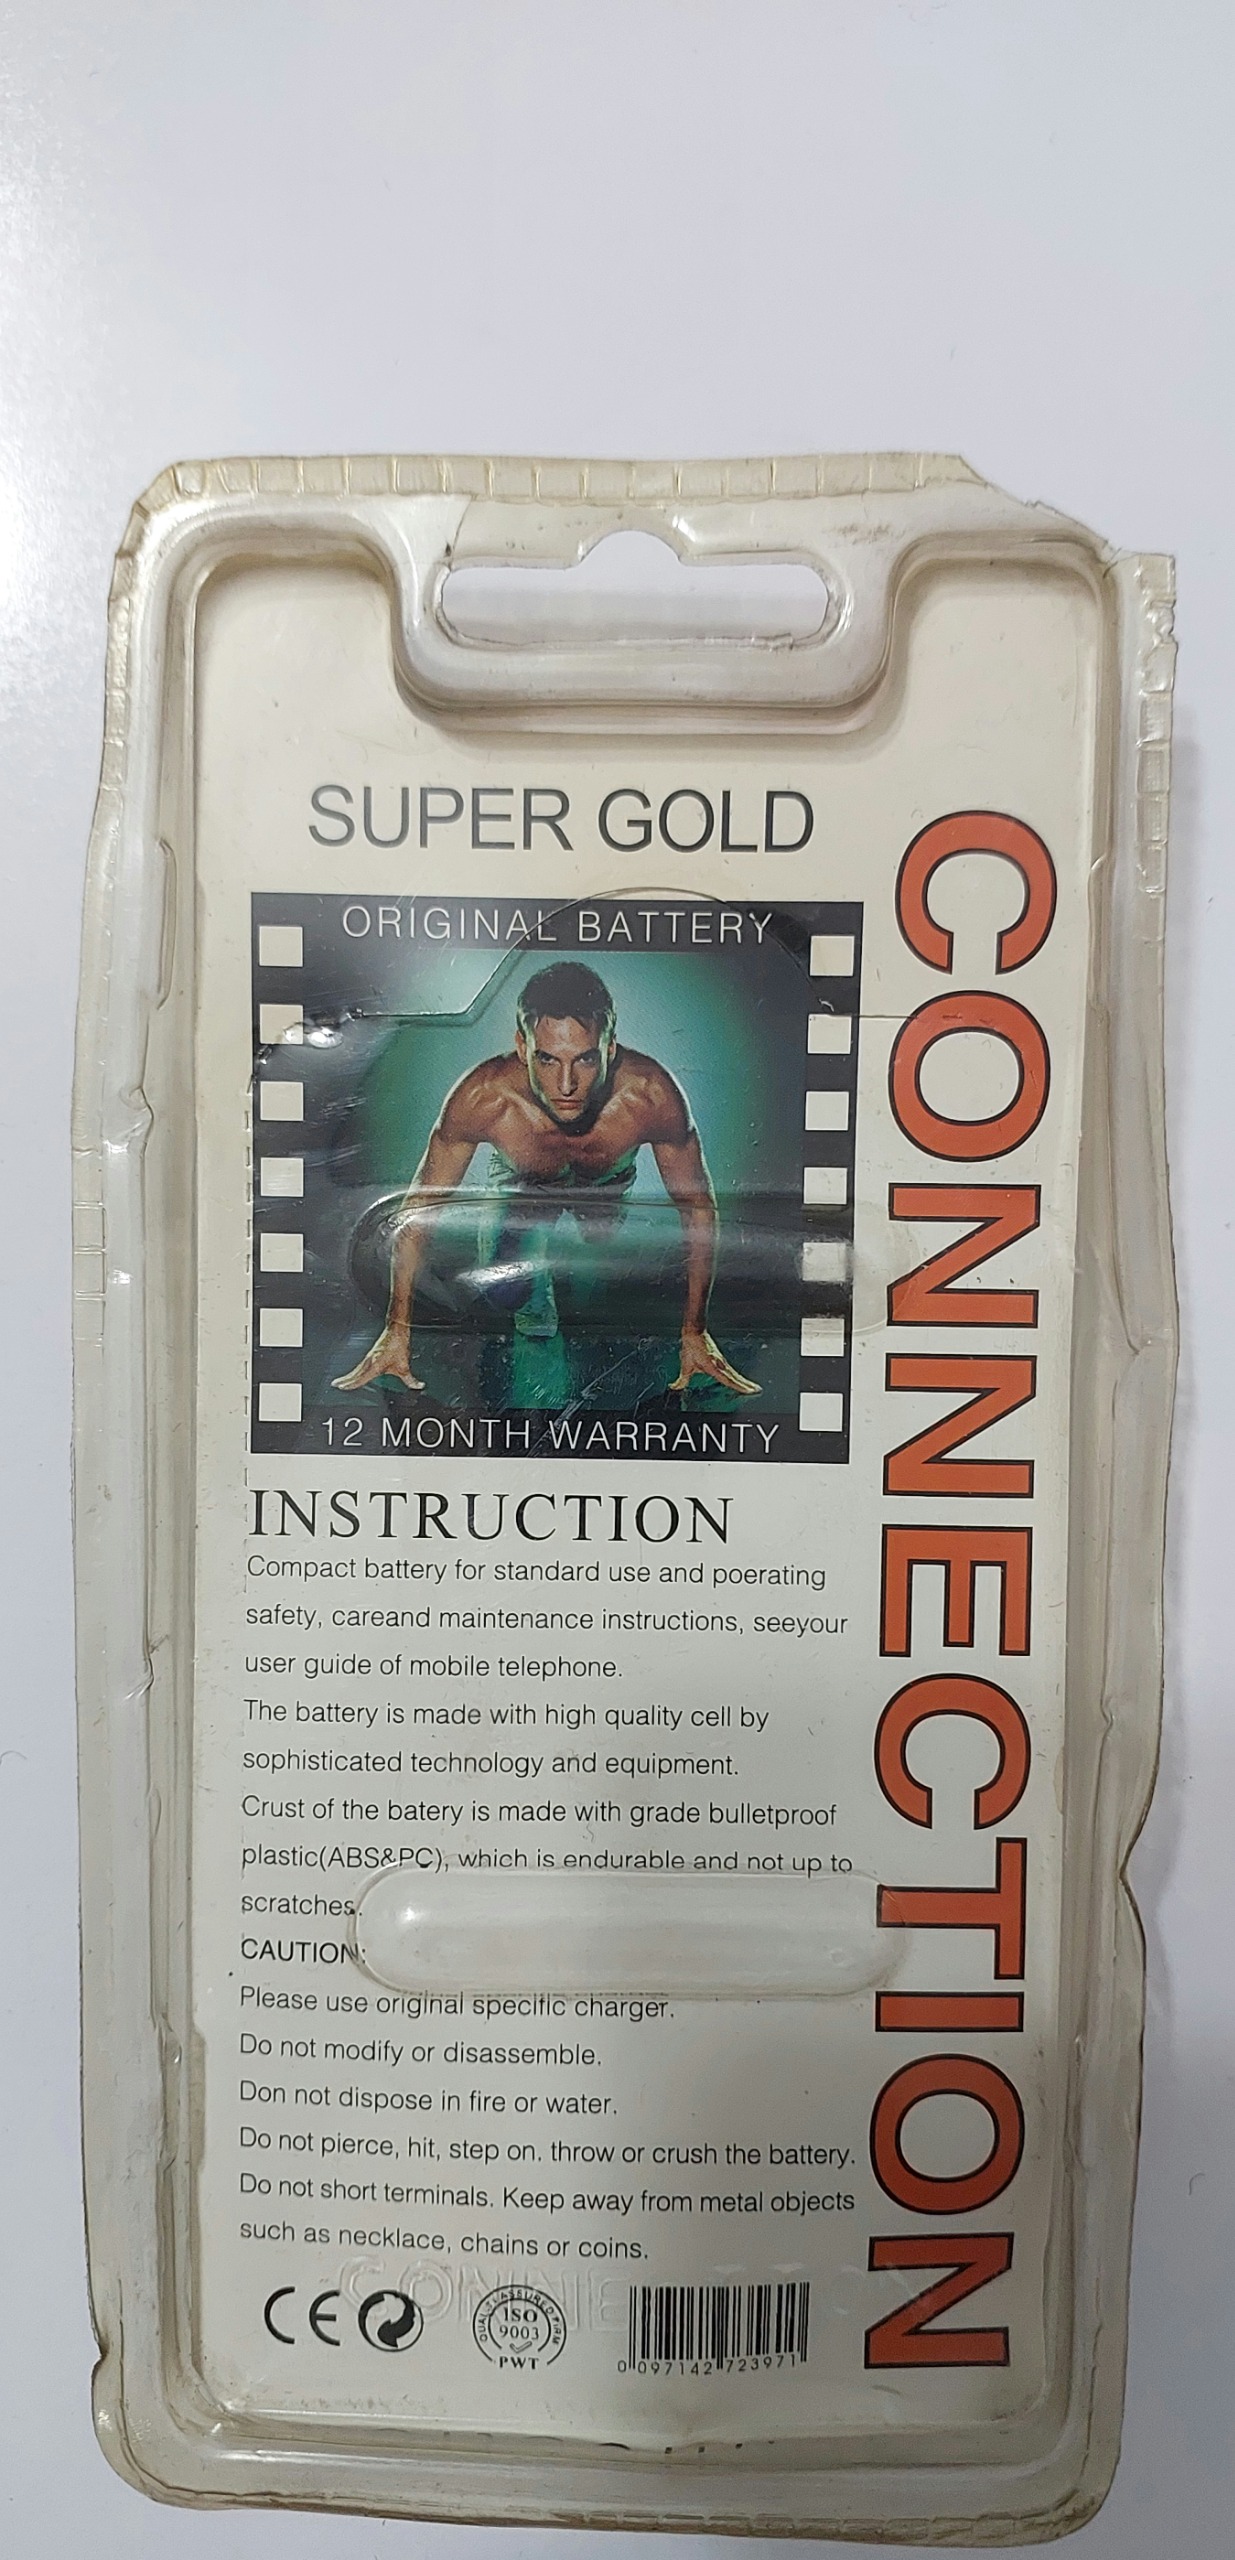 SUPER GOLD
ORIGINAL BATTERY
12 MONTH WARRANTY
CONNECTION
INSTRUCTION
Compact battery for standard use and poerating
safety, careand maintenance instructions, seeyour
user guide of mobile telephone.
The battery is made with high quality cell by
sophisticated technology and equipment.
Crust of the batery is made with grade bulletproof
plastic(ABS&PC), which is endurable and not up to
scratches.
CAUTION:
Please use original specific charger.
Do not modify or disassemble.
Don not dispose in fire or water.
Do not pierce, hit, step on. throw or crush the battery.
Do not short terminals. Keep away from metal objects
such as necklace, chains or coins.
CONNECTION
CE
QUALITY ASSURED FIRM
ISO
9003
PWT
0 097142 723971